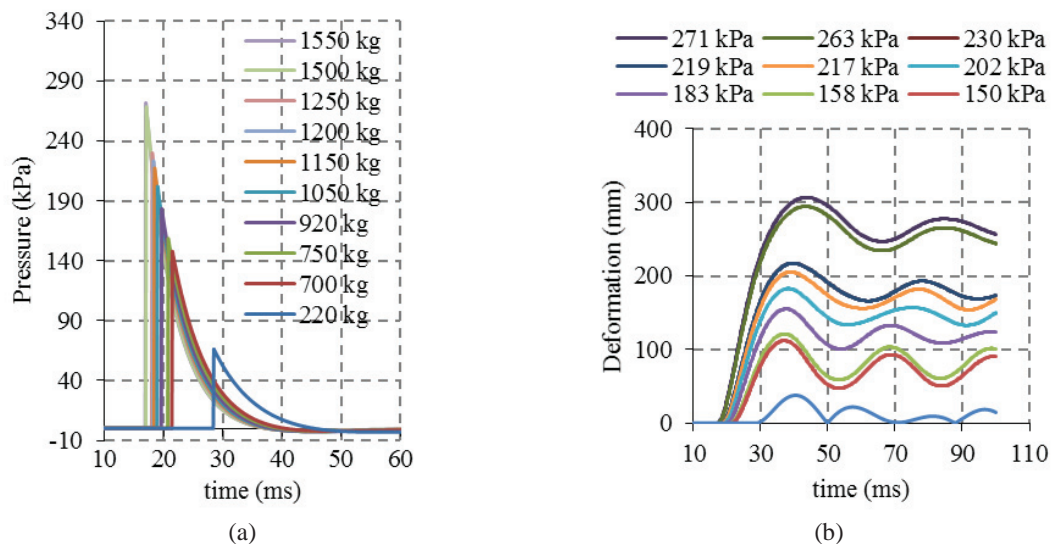 340
290
240
190
140
90
40
-10
Pressure (kPa)
1550 kg
1500 kg
1250 kg
1200 kg
1150 kg
1050 kg
920 kg
750 kg
700 kg
220 kg
10 20 30 40 50 60
time (ms)
(a)
271 kPa 263 kPa 230 kPa
219 kPa 217 kPa 202 kPa
183 kPa 158 kPa 150 kPa
400
300
200
100
0
Deformation (mm)
10 30 50 70 90 110
time (ms)
(b)